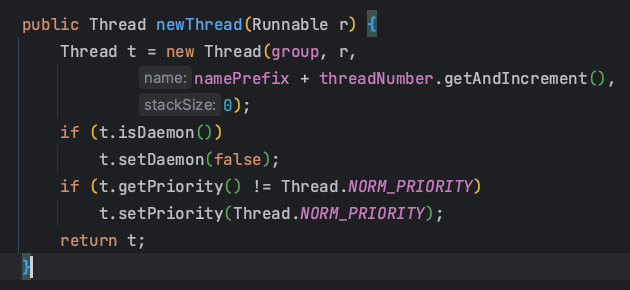 public Thread newThread(Runnable r) {
Thread t = new Thread(group, r,
name: namePrefix + threadNumber.getAndIncrement(),
stackSize: 0);
if (t.isDaemon())
t.setDaemon(false);
if (t.getPriority() != Thread.NORM_PRIORITY)
t.setPriority(Thread.NORM_PRIORITY);
return t;
}